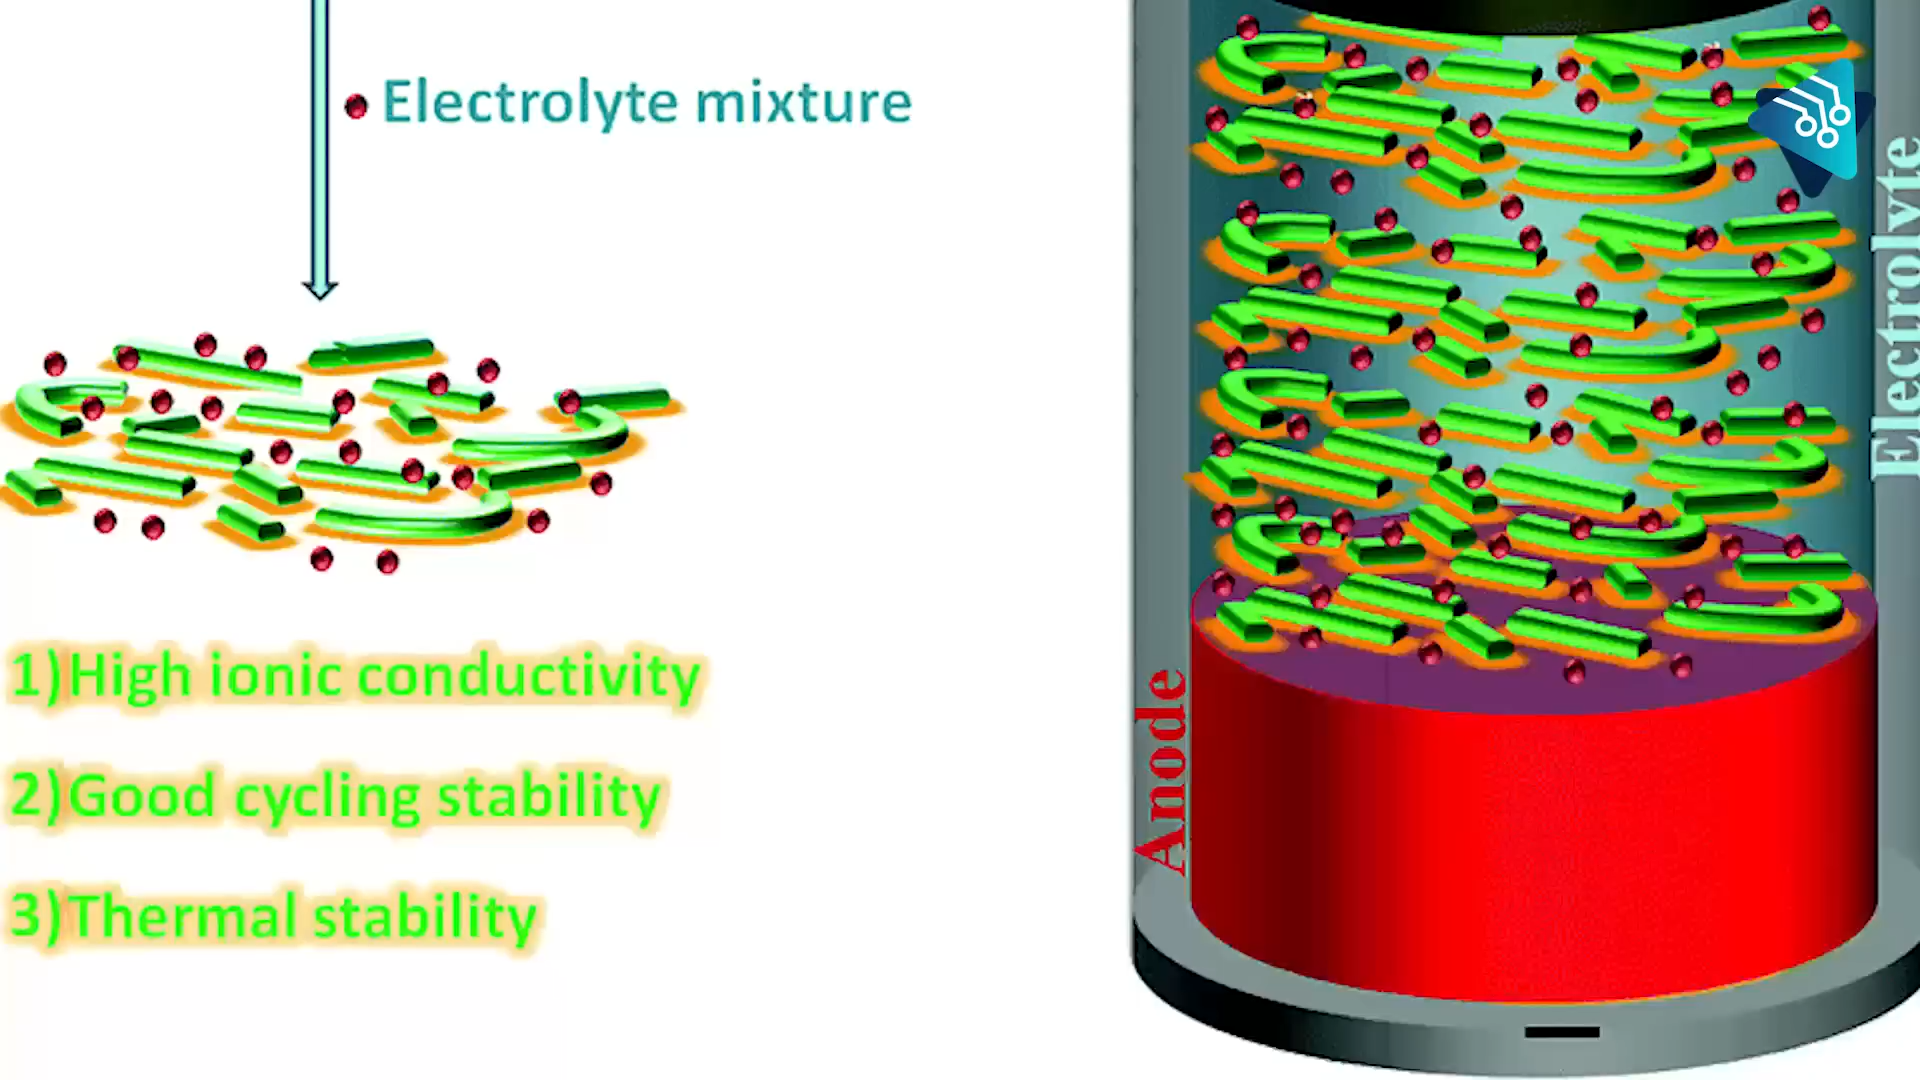 Electrolyte mixture
1)High ionic conductivity
2)Good cycling stability
3)Thermal stability
Electrolyte
Anode